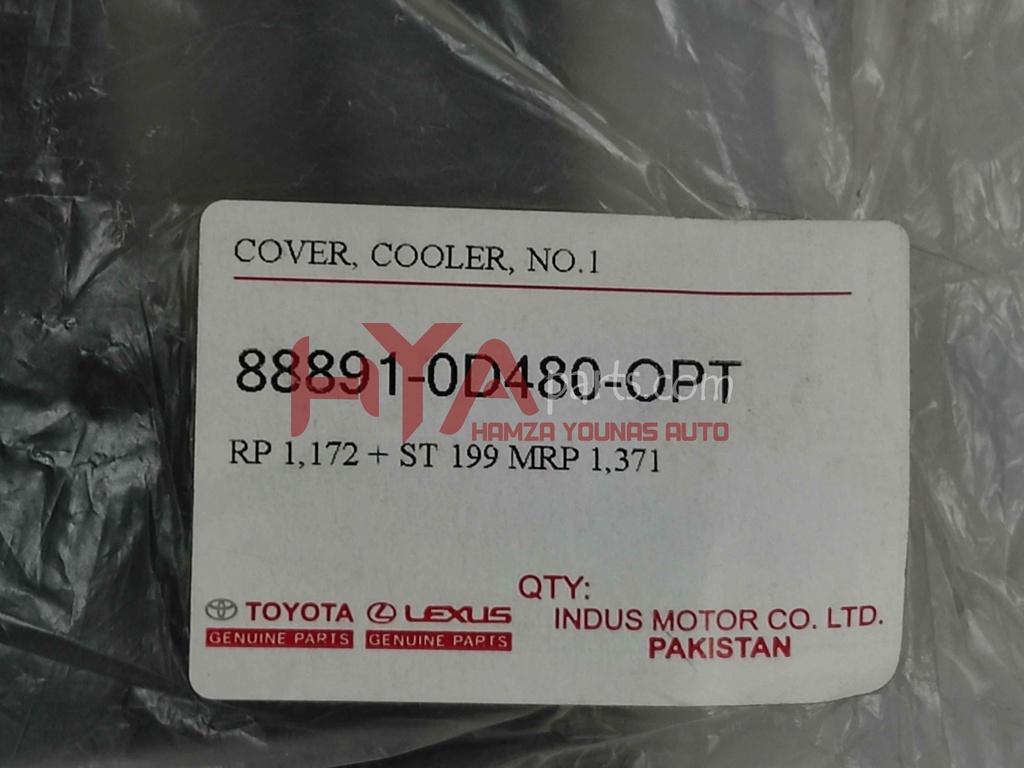 COVER, COOLER, NO.1
88891-0D480-OPT
HYAparts.com
HAMZA YOUNAS AUTO
RP 1,172 + ST 199 MRP 1,371
QTY:
TOYOTA LEXUS
GENUINE PARTS GENUINE PARTS
INDUS MOTOR CO. LTD.
PAKISTAN